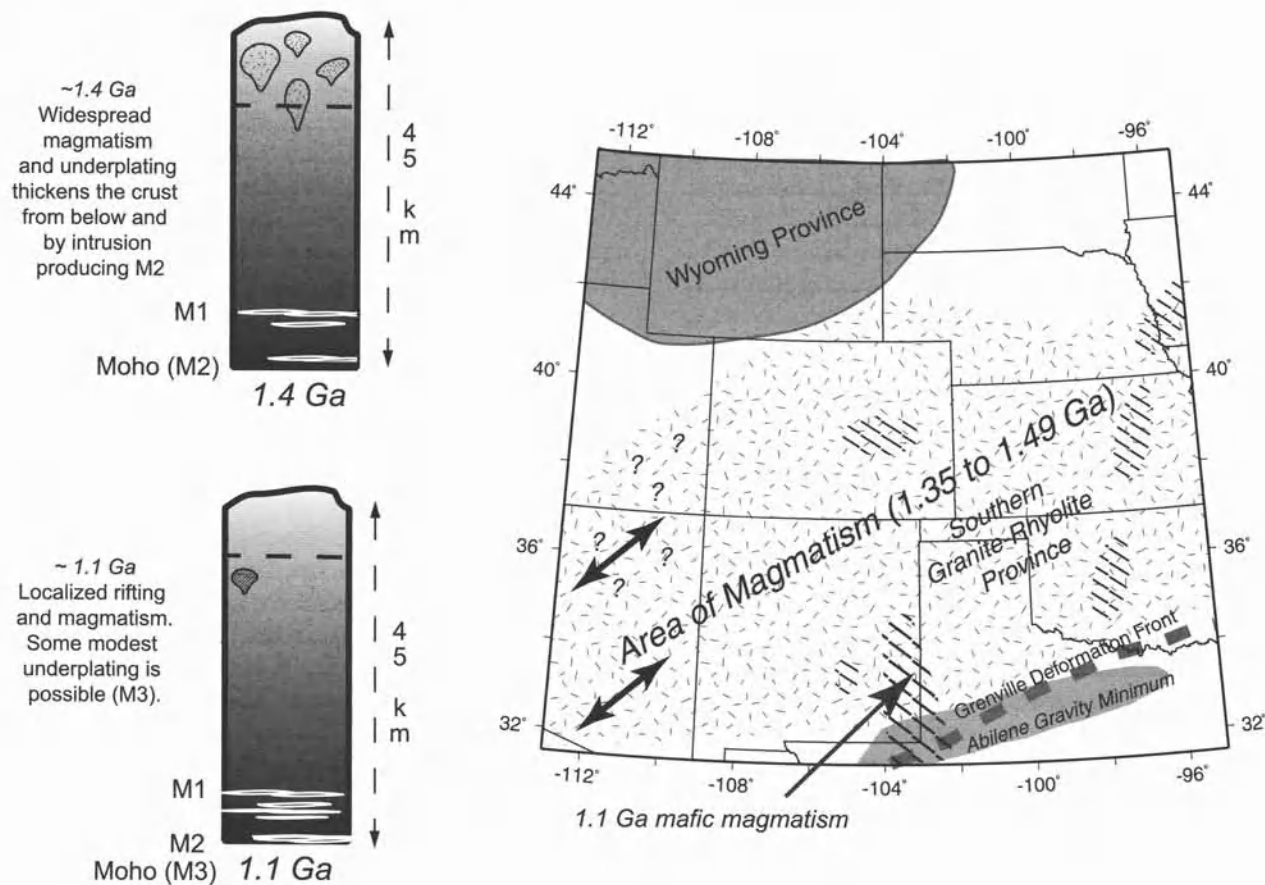 ~1.4 Ga
Widespread
magmatism
and underplating
thickens the crust
from below and
by intrusion
producing M2
M1
Moho (M2)
1.4 Ga
4
5
k
m
~ 1.1 Ga
Localized rifting
and magmatism.
Some modest
underplating is
possible (M3).
M1
M2
Moho (M3)
1.1 Ga
4
5
k
m
-112°
-108°
-104°
-100°
-96°
44°
44°
40°
40°
36°
36°
32°
32°
Wyoming Province
?
?
?
?
?
?
Area of Magmatism (1.35 to 1.49 Ga)
Southern
Granite-Rhyolite
Province
Grenville Deformation Front
Abilene Gravity Minimum
-112°
-108°
-104°
-100°
-96°
1.1 Ga mafic magmatism